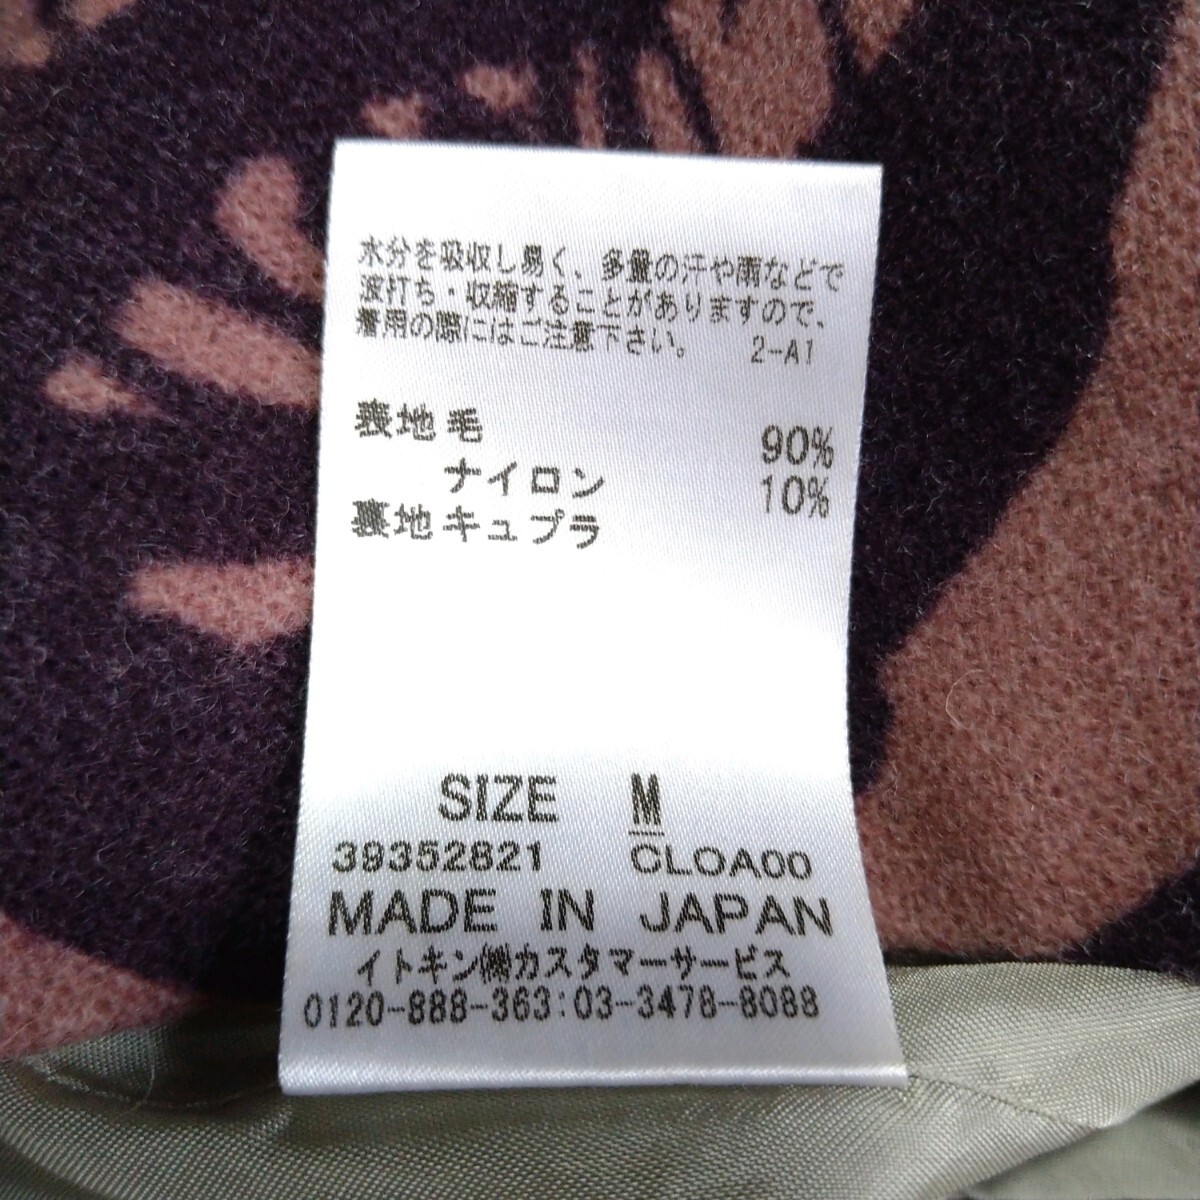 水分を吸収し易く、多量の汗や雨などで
波打ち・収縮することがありますので、
着用の際にはご注意下さい。 2-A1
表地 毛 90%
ナイロン 10%
裏地 キュプラ
SIZE M
39352821 CLOA00
MADE IN JAPAN
イトキン㈱カスタマーサービス
0120-888-363:03-3478-8088